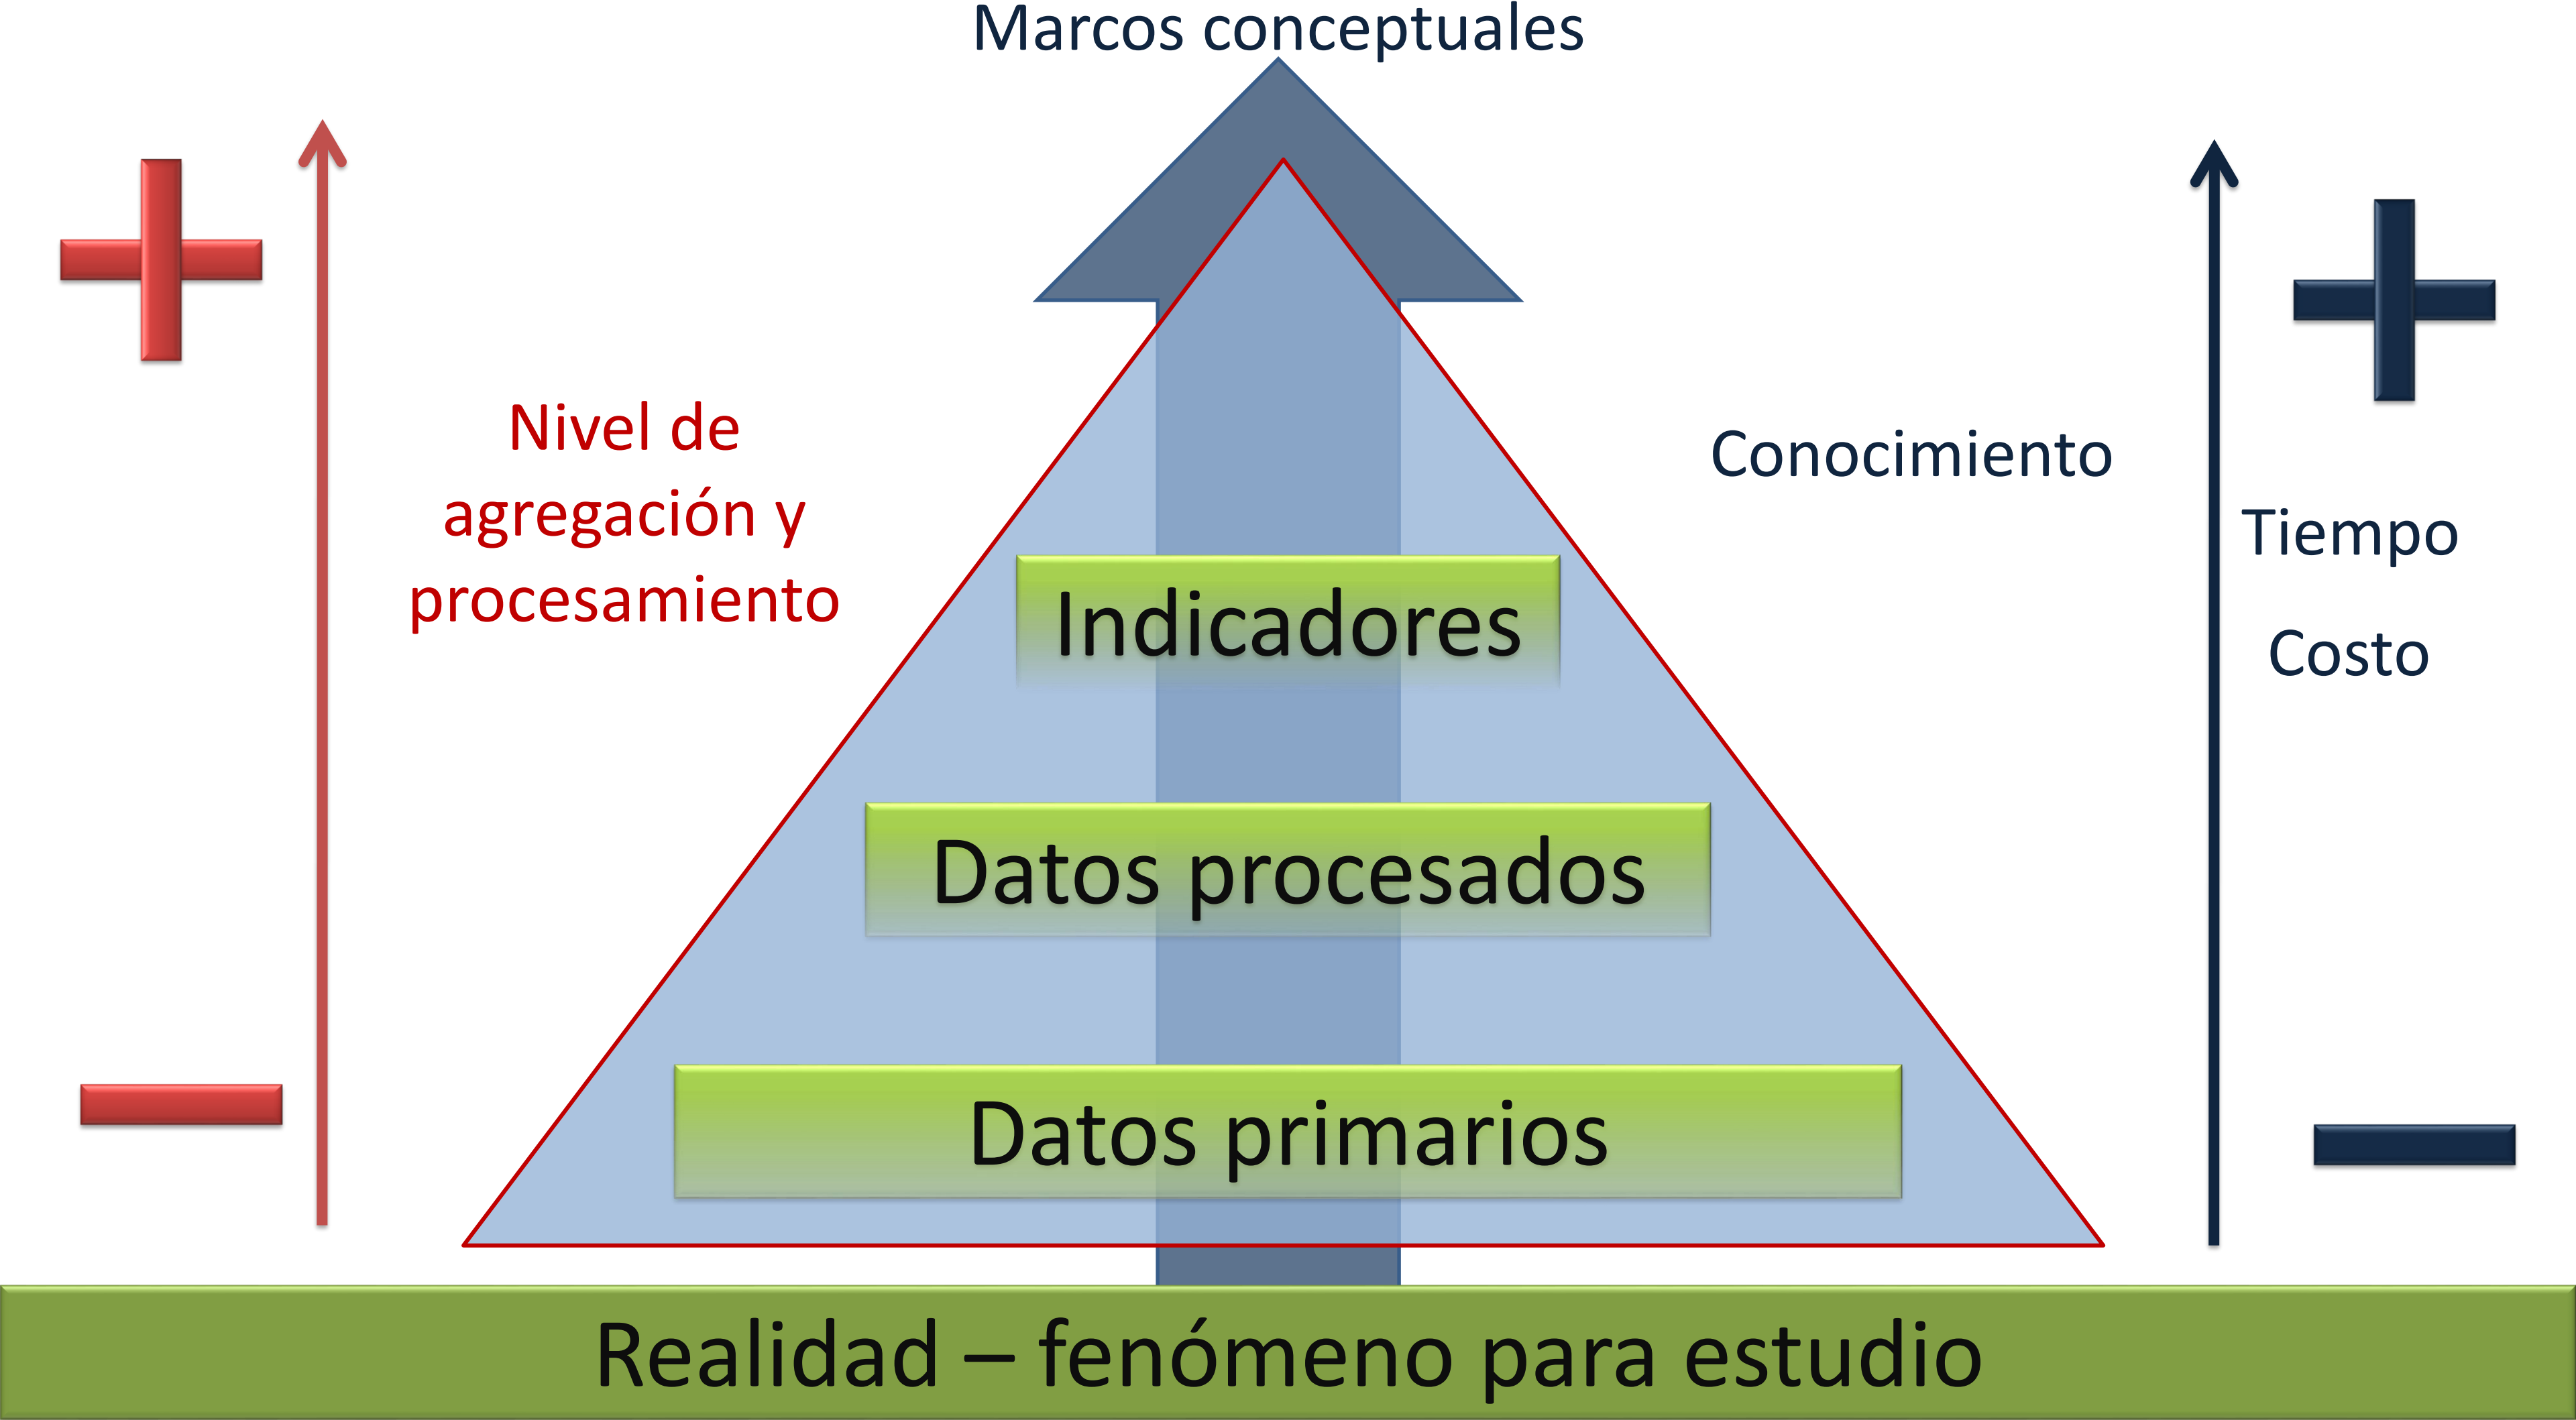 Marcos conceptuales
Nivel de
agregación y
procesamiento
Conocimiento
Tiempo
Costo
Indicadores
Datos procesados
Datos primarios
Realidad – fenómeno para estudio